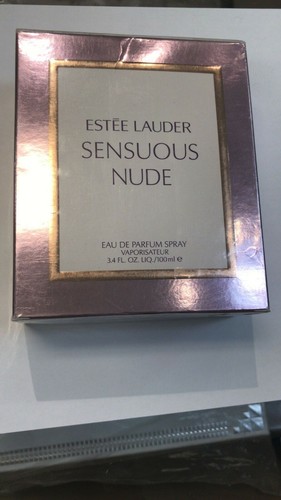 ESTĒE LAUDER
SENSUOUS
NUDE
EAU DE PARFUM SPRAY
VAPORISATEUR
3.4 FL. OZ. LIQ./100ml ℮